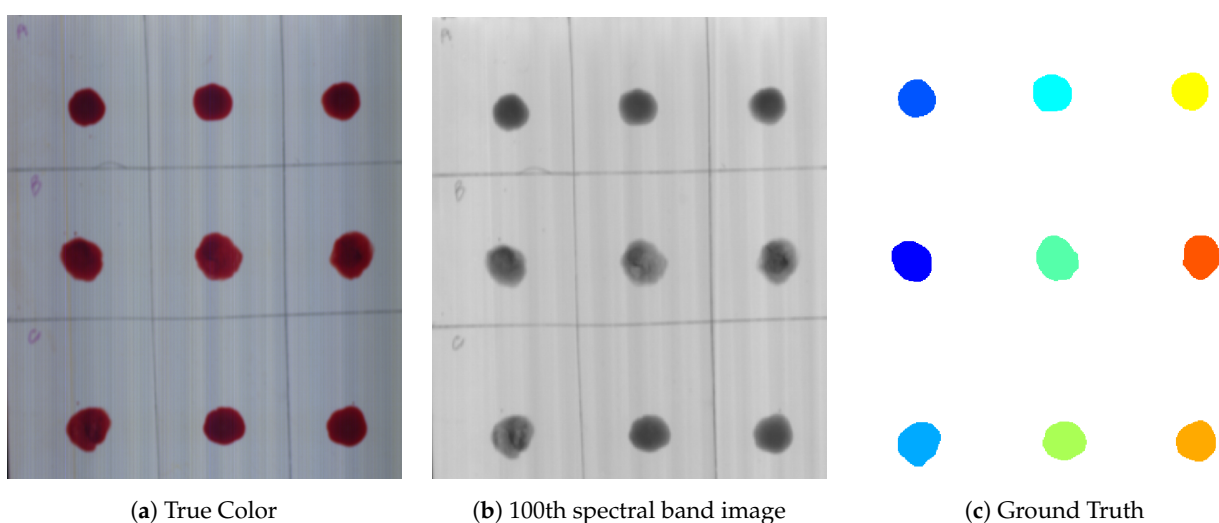 A
B
C
A
B
C
(a) True Color
(b) 100th spectral band image
(c) Ground Truth